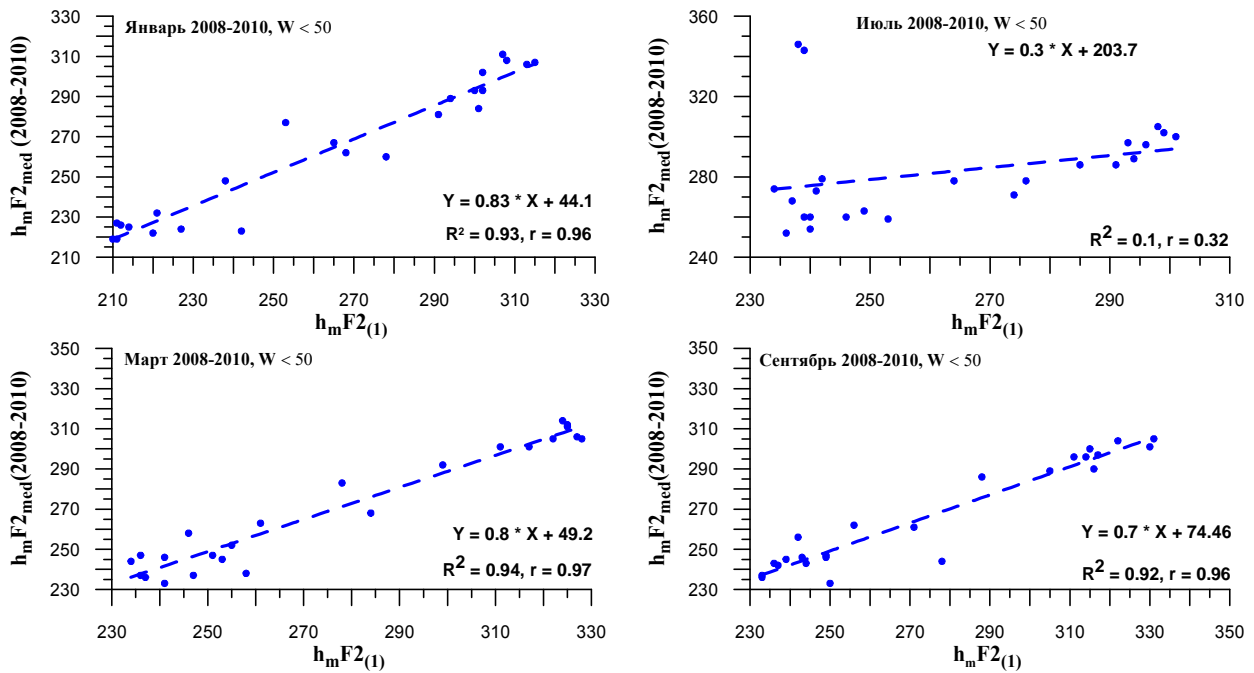 Январь 2008-2010, W < 50
330
310
290
270
250
230
210
hmF2med (2008-2010)
Y = 0.83 * X + 44.1
R² = 0.93, r = 0.96
210 230 250 270 290 310 330
hmF2(1)
Июль 2008-2010, W < 50
360
320
280
240
hmF2med(2008-2010)
Y = 0.3 * X + 203.7
R2 = 0.1, r = 0.32
230 250 270 290 310
hmF2(1)
Март 2008-2010, W < 50
350
330
310
290
270
250
230
hmF2med(2008-2010)
Y = 0.8 * X + 49.2
R2 = 0.94, r = 0.97
230 250 270 290 310 330
hmF2(1)
Сентябрь 2008-2010, W < 50
350
330
310
290
270
250
230
hmF2med(2008-2010)
Y = 0.7 * X + 74.46
R2 = 0.92, r = 0.96
230 250 270 290 310 330 350
hmF2(1)